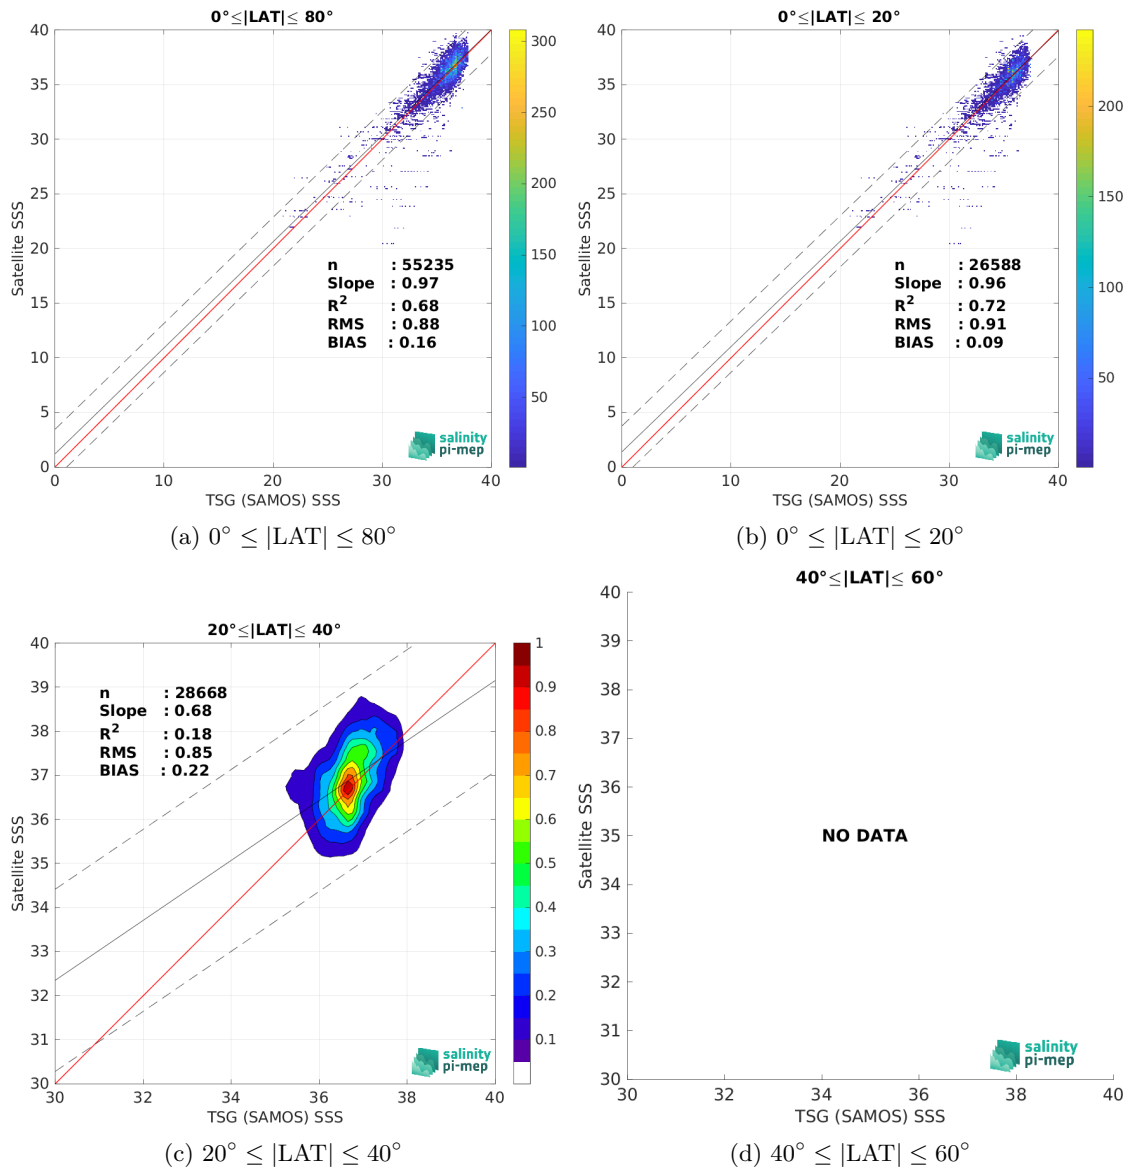 0°≤|LAT|≤ 80°
40
35
30
25
20
15
10
5
0
Satellite SSS
n : 55235
Slope : 0.97
R² : 0.68
RMS : 0.88
BIAS : 0.16
salinity
pi-mep
0 10 20 30 40
TSG (SAMOS) SSS
300
250
200
150
100
50
(a) 0° ≤ |LAT| ≤ 80°
0°≤|LAT|≤ 20°
40
35
30
25
20
15
10
5
0
Satellite SSS
n : 26588
Slope : 0.96
R² : 0.72
RMS : 0.91
BIAS : 0.09
salinity
pi-mep
0 10 20 30 40
TSG (SAMOS) SSS
200
150
100
50
(b) 0° ≤ |LAT| ≤ 20°
20°≤|LAT|≤ 40°
40
39
38
37
36
35
34
33
32
31
30
Satellite SSS
n : 28668
Slope : 0.68
R² : 0.18
RMS : 0.85
BIAS : 0.22
salinity
pi-mep
30 32 34 36 38 40
TSG (SAMOS) SSS
1
0.9
0.8
0.7
0.6
0.5
0.4
0.3
0.2
0.1
(c) 20° ≤ |LAT| ≤ 40°
40°≤|LAT|≤ 60°
40
39
38
37
36
35
34
33
32
31
30
Satellite SSS
NO DATA
salinity
pi-mep
30 32 34 36 38 40
TSG (SAMOS) SSS
(d) 40° ≤ |LAT| ≤ 60°